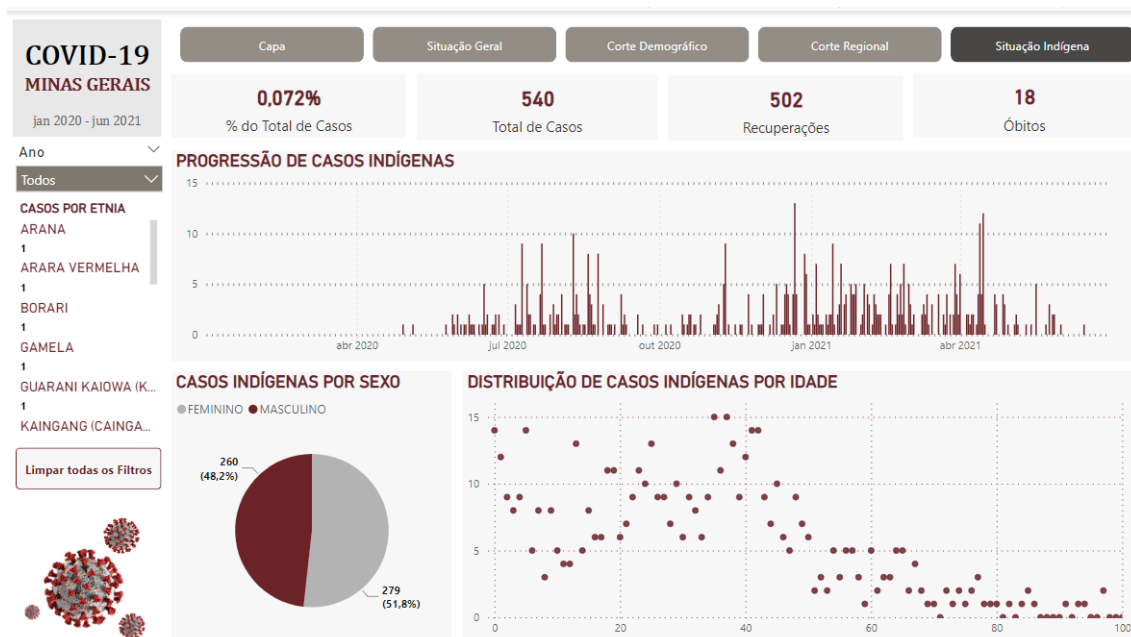 COVID-19
MINAS GERAIS
jan 2020 - jun 2021
Capa
Situação Geral
Corte Demográfico
Corte Regional
Situação Indígena
0,072%
% do Total de Casos
540
Total de Casos
502
Recuperações
18
Óbitos
Ano
Todos
CASOS POR ETNIA
ARANA
1
ARARA VERMELHA
1
BORARI
1
GAMELA
1
GUARANI KAIOWA (K...
1
KAINGANG (CAINGA...
Limpar todas os Filtros
PROGRESSÃO DE CASOS INDÍGENAS
15
10
5
0
abr 2020
jul 2020
out 2020
jan 2021
abr 2021
CASOS INDÍGENAS POR SEXO
FEMININO MASCULINO
260
(48,2%)
279
(51,8%)
DISTRIBUIÇÃO DE CASOS INDÍGENAS POR IDADE
15
10
5
0
0
20
40
60
80
100